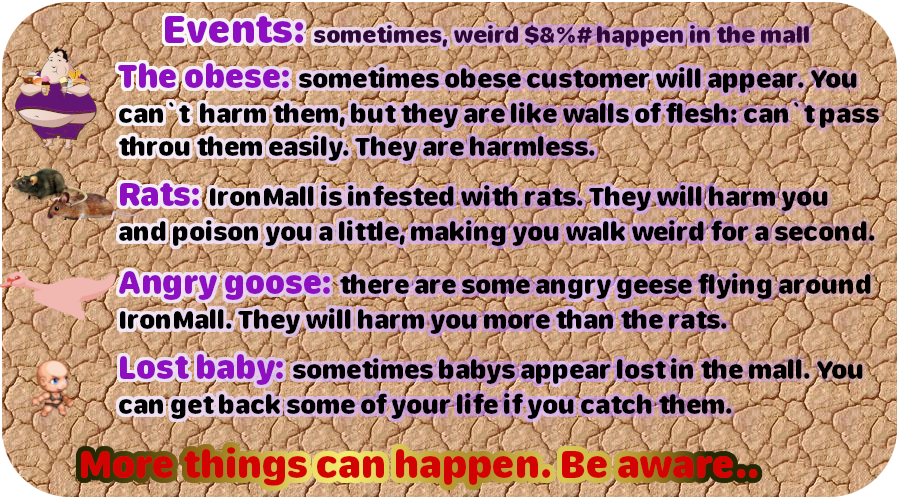 Events: sometimes, weird $&%# happen in the mall
The obese: sometimes obese customer will appear. You
can`t harm them, but they are like walls of flesh: can`t pass
throu them easily. They are harmless.
Rats: IronMall is infested with rats. They will harm you
and poison you a little, making you walk weird for a second.
Angry goose: there are some angry geese flying around
IronMall. They will harm you more than the rats.
Lost baby: sometimes babys appear lost in the mall. You
can get back some of your life if you catch them.
More things can happen. Be aware..